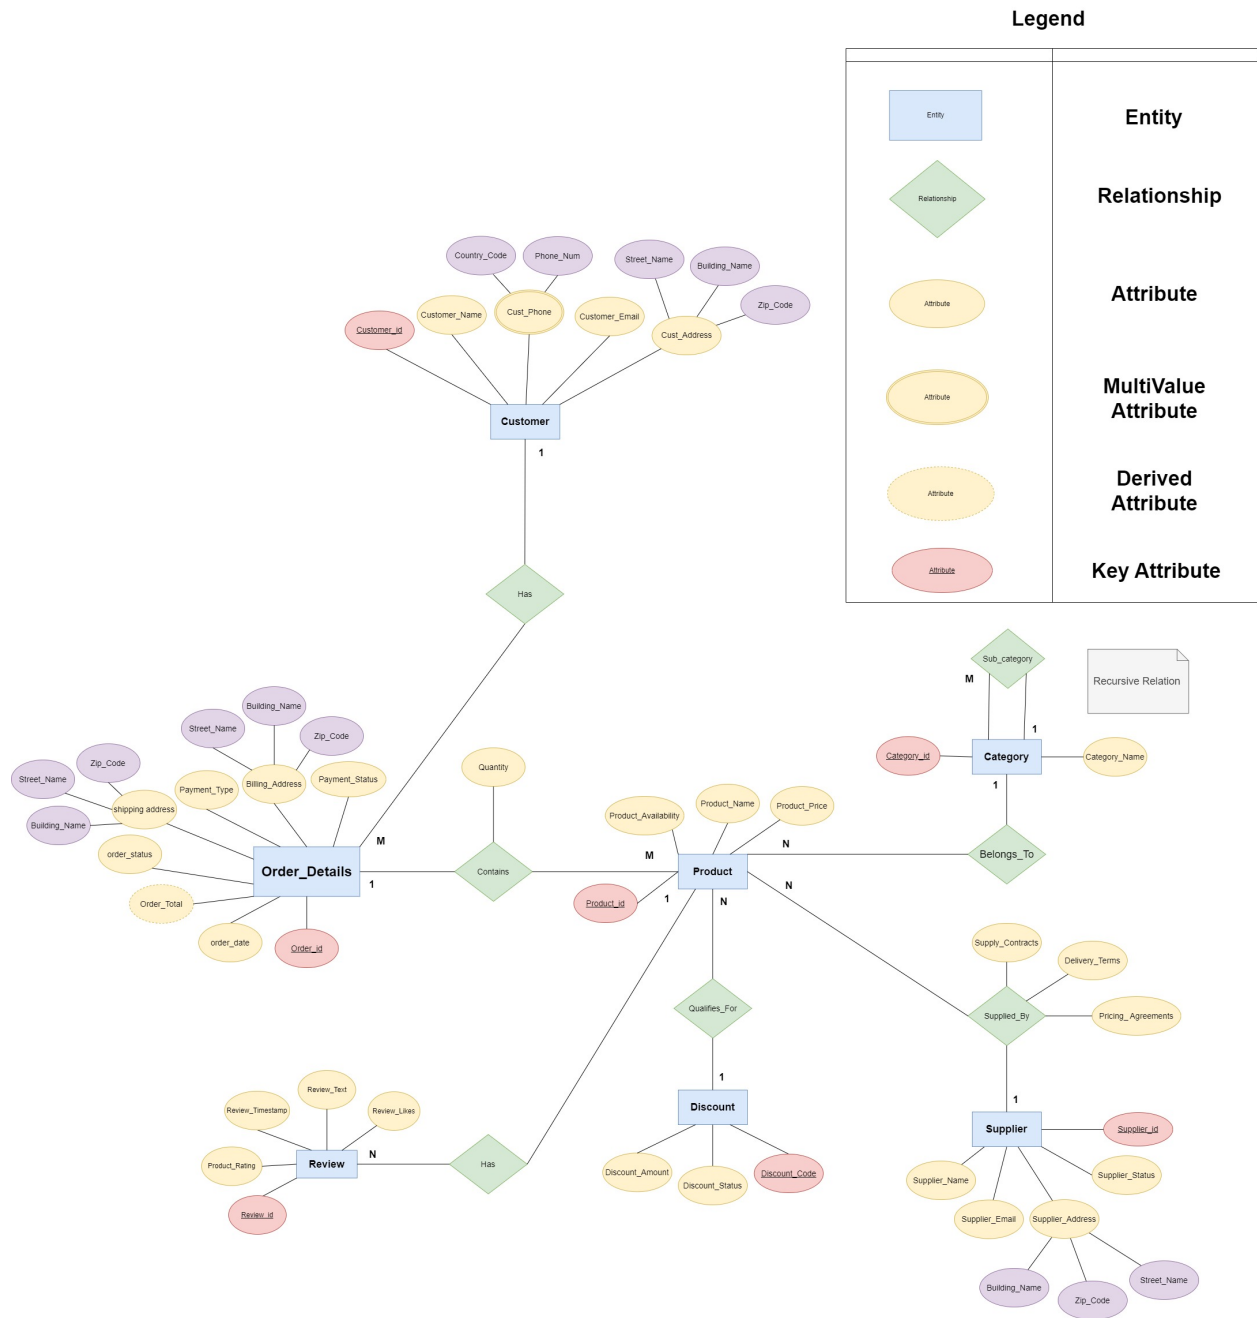 Legend
Entity
Entity
Relationship
Relationship
Attribute
Attribute
Attribute
MultiValue
Attribute
Attribute
Derived
Attribute
Attribute
Key Attribute
Country_Code
Phone_Num
Street_Name
Building_Name
Zip_Code
Customer_id
Customer_Name
Cust_Phone
Customer_Email
Cust_Address
Customer
1
Has
Sub_category
M
1
Recursive Relation
Category_id
Category
Category_Name
1
Belongs_To
Street_Name
Building_Name
Zip_Code
Street_Name
Zip_Code
Building_Name
shipping address
Payment_Type
Billing_Address
Payment_Status
order_status
Order_Total
order_date
Order_id
Order_Details
M
1
Quantity
Contains
Product_Availability
Product_Name
Product_Price
M
Product
N
N
Product_id
1
N
Supply_Contracts
Delivery_Terms
Supplied_By
Pricing_ Agreements
Qualifies_For
1
1
Discount
Discount_Amount
Discount_Status
Discount_Code
Review_Timestamp
Review_Text
Review_Likes
Product_Rating
Review
N
Has
Review_id
Supplier
Supplier_id
Supplier_Name
Supplier_Status
Supplier_Email
Supplier_Address
Building_Name
Zip_Code
Street_Name